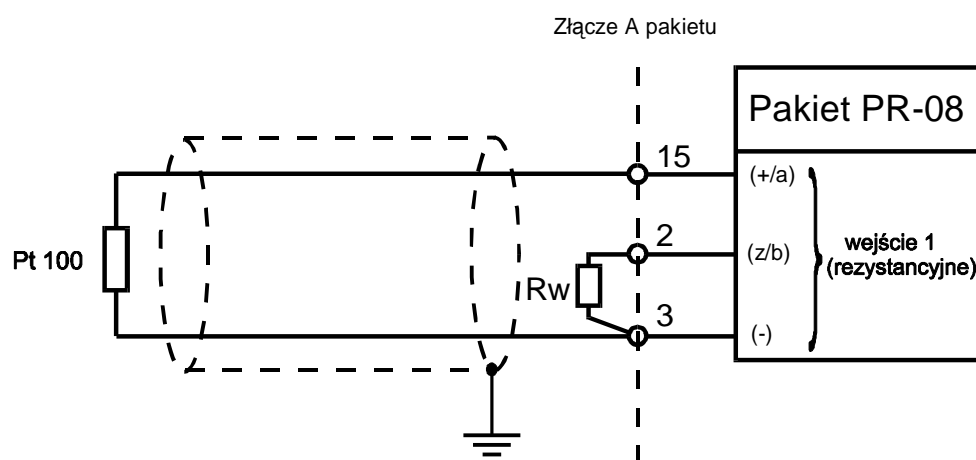 Złącze A pakietu
Pakiet PR-08
15
(+/a)
2
(z/b)
wejście 1
(rezystancyjne)
Pt 100
Rw
3
(-)